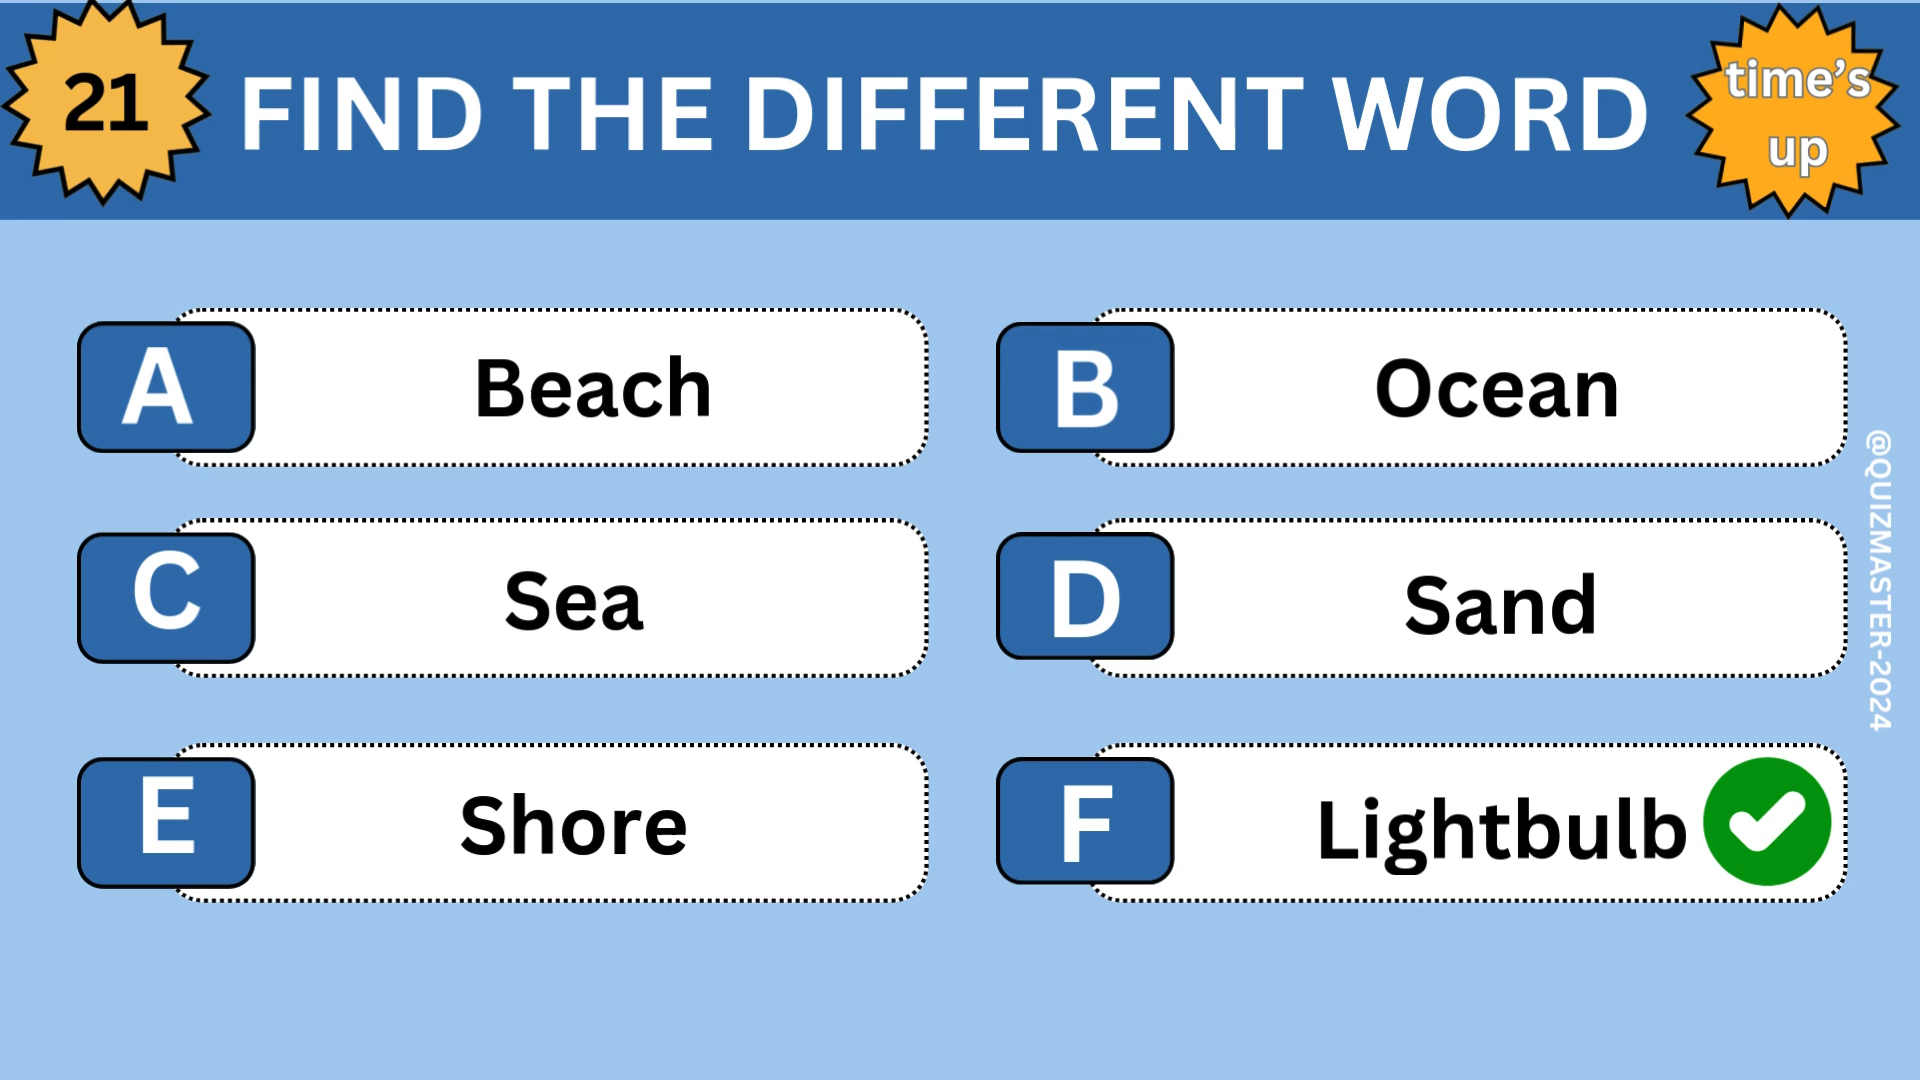 21
FIND THE DIFFERENT WORD
time's
up
A
Beach
B
Ocean
C
Sea
D
Sand
E
Shore
F
Lightbulb
@QUIZMASTER-2024